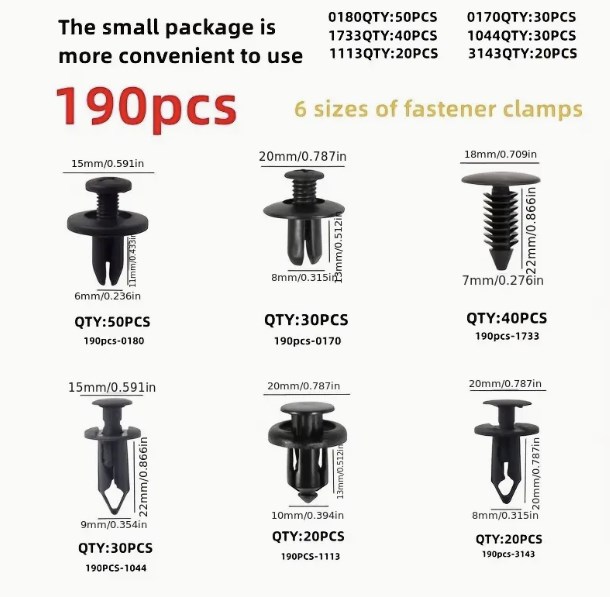 The small package is
more convenient to use
0180QTY:50PCS 0170QTY:30PCS
1733QTY:40PCS 1044QTY:30PCS
1113QTY:20PCS 3143QTY:20PCS
190pcs
6 sizes of fastener clamps
15mm/0.591in
11mm/0.433in
6mm/0.236in
QTY:50PCS
190pcs-0180
20mm/0.787in
13mm/0.512in
8mm/0.315in
QTY:30PCS
190pcs-0170
18mm/0.709in
22mm/0.866in
7mm/0.276in
QTY:40PCS
190pcs-1733
15mm/0.591in
22mm/0.866in
9mm/0.354in
QTY:30PCS
190PCS-1044
20mm/0.787in
13mm/0.512in
10mm/0.394in
QTY:20PCS
190PCS-1113
20mm/0.787in
20mm/0.787in
8mm/0.315in
QTY:20PCS
190pcs-3143